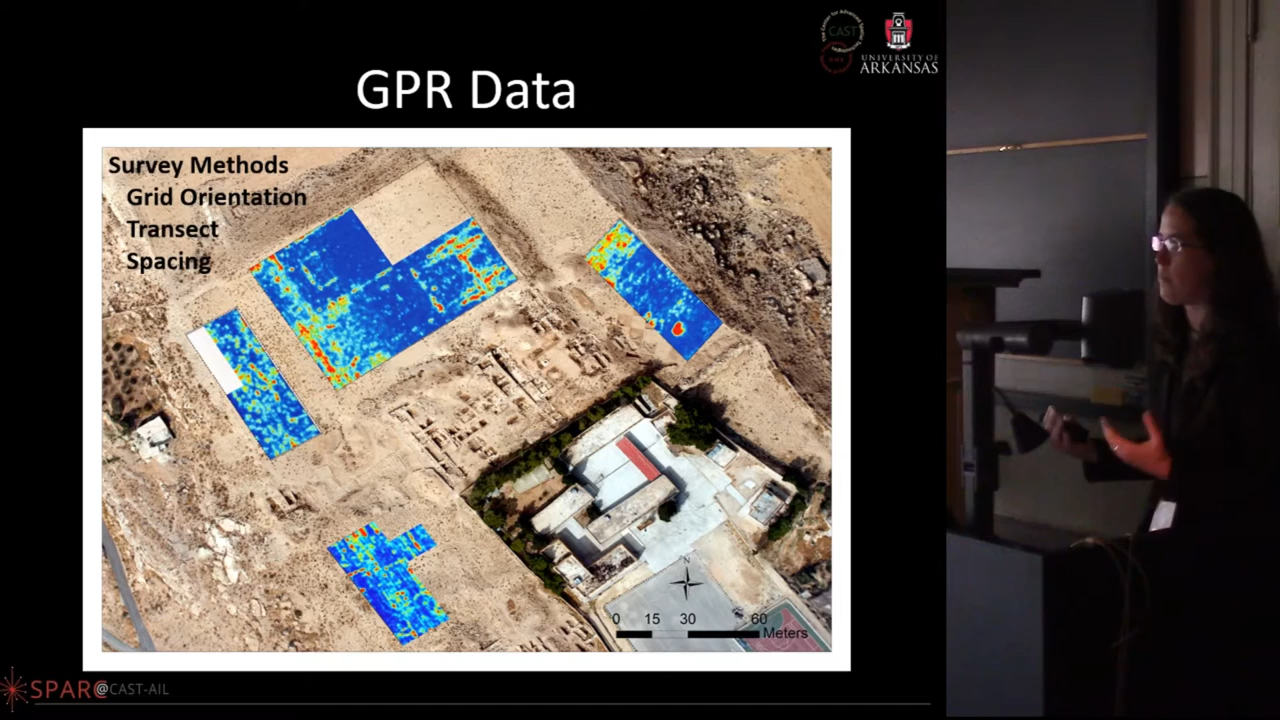 CAST
UNIVERSITY OF
ARKANSAS
GPR Data
Survey Methods
Grid Orientation
Transect
Spacing
N
0 15 30 60
Meters
SPARC@CAST-AIL